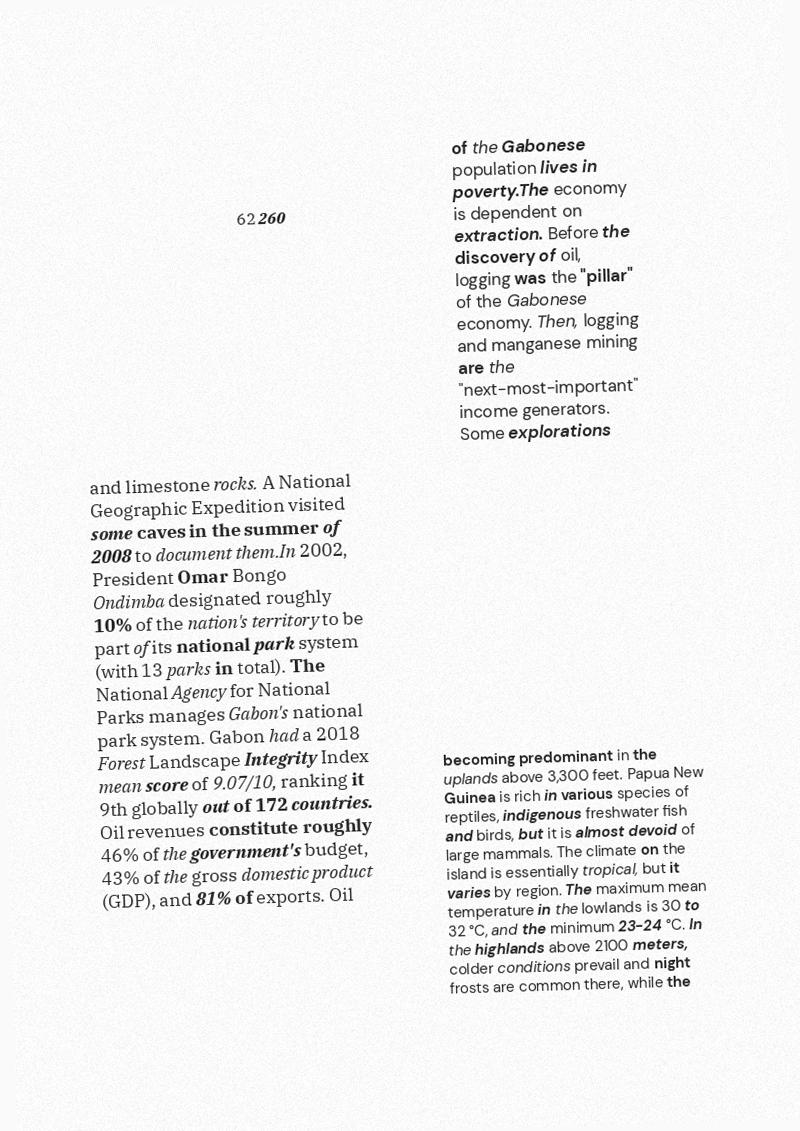 62 260
and limestone rocks. A National
Geographic Expedition visited
some caves in the summer of
2008 to document them.In 2002,
President Omar Bongo
Ondimba designated roughly
10% of the nation's territory to be
part of its national park system
(with 13 parks in total). The
National Agency for National
Parks manages Gabon's national
park system. Gabon had a 2018
Forest Landscape Integrity Index
mean score of 9.07/10, ranking it
9th globally out of 172 countries.
Oil revenues constitute roughly
46% of the government's budget,
43% of the gross domestic product
(GDP), and 81% of exports. Oil
of the Gabonese
population lives in
poverty.The economy
is dependent on
extraction. Before the
discovery of oil,
logging was the "pillar"
of the Gabonese
economy. Then, logging
and manganese mining
are the
"next-most-important"
income generators.
Some explorations
becoming predominant in the
uplands above 3,300 feet. Papua New
Guinea is rich in various species of
reptiles, indigenous freshwater fish
and birds, but it is almost devoid of
large mammals. The climate on the
island is essentially tropical, but it
varies by region. The maximum mean
temperature in the lowlands is 30 to
32 °C, and the minimum 23–24 °C. In
the highlands above 2100 meters,
colder conditions prevail and night
frosts are common there, while the